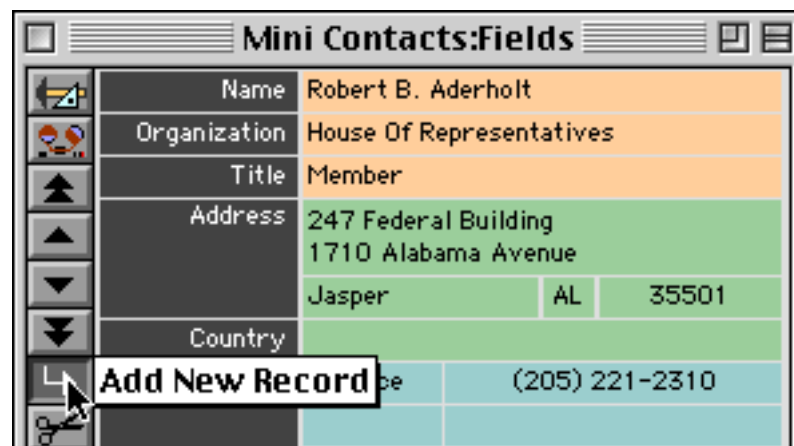 Mini Contacts:Fields
Name Robert B. Aderholt
Organization House Of Representatives
Title Member
Address 247 Federal Building
1710 Alabama Avenue
Jasper AL 35501
Country
Add New Record (205) 221-2310